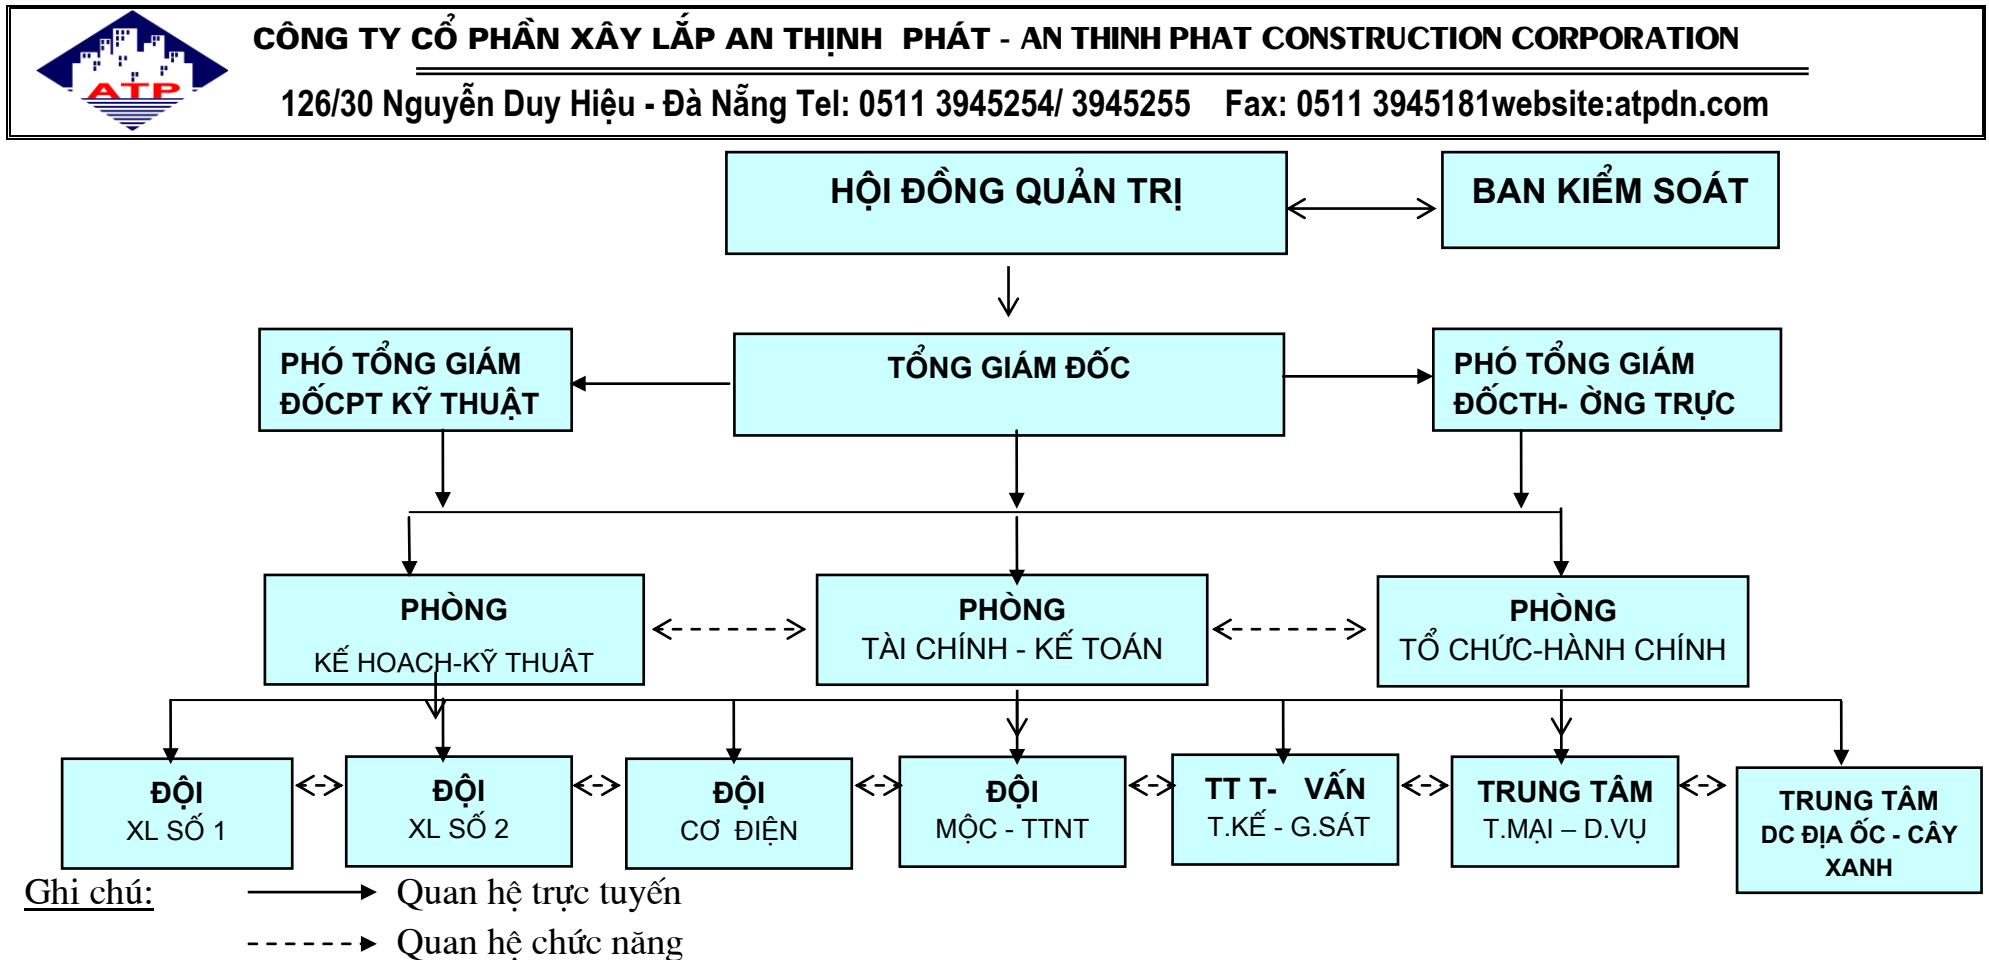 ATP
CÔNG TY CỔ PHẦN XÂY LẮP AN THỊNH PHÁT - AN THINH PHAT CONSTRUCTION CORPORATION
126/30 Nguyễn Duy Hiệu - Đà Nẵng Tel: 0511 3945254/ 3945255 Fax: 0511 3945181website:atpdn.com
HỘI ĐỒNG QUẢN TRỊ
BAN KIỂM SOÁT
PHÓ TỔNG GIÁM
ĐỐCPT KỸ THUẬT
TỔNG GIÁM ĐỐC
PHÓ TỔNG GIÁM
ĐỐCTH- ỜNG TRỰC
PHÒNG
KẾ HOACH-KỸ THUÂT
PHÒNG
TÀI CHÍNH - KẾ TOÁN
PHÒNG
TỔ CHỨC-HÀNH CHÍNH
ĐỘI
XL SỐ 1
ĐỘI
XL SỐ 2
ĐỘI
CƠ ĐIỆN
ĐỘI
MỘC - TTNT
TT T- VẤN
T.KẾ - G.SÁT
TRUNG TÂM
T.MẠI – D.VỤ
TRUNG TÂM
DC ĐỊA ỐC - CÂY
XANH
Ghi chú:
Quan hệ trực tuyến
Quan hệ chức năng